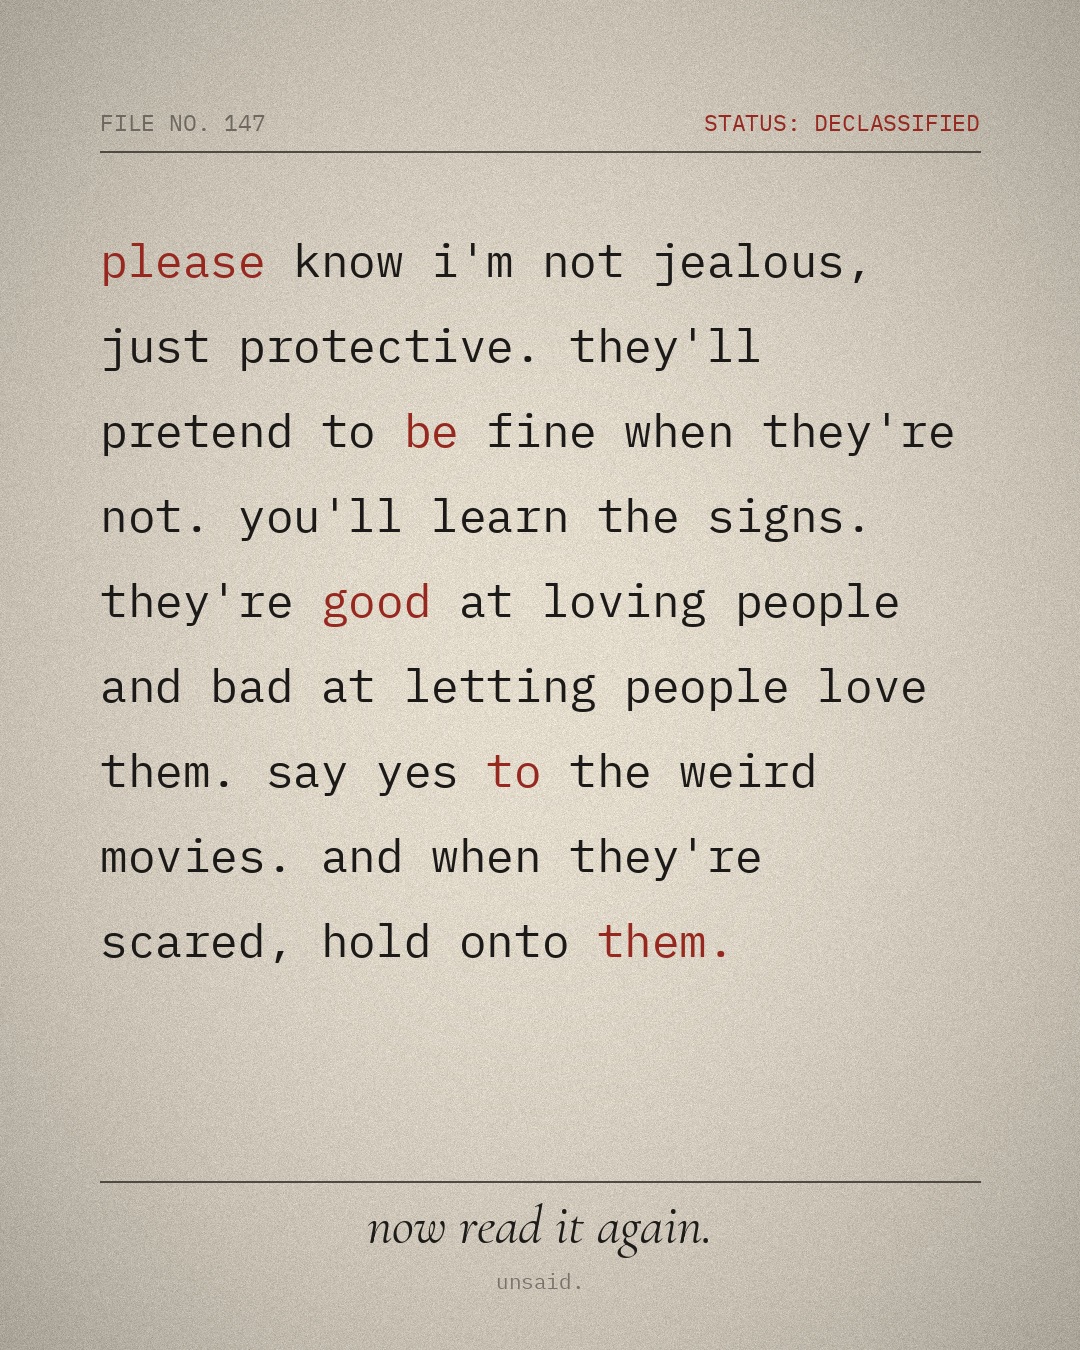 FILE NO. 147
STATUS: DECLASSIFIED
please know i'm not jealous,
just protective. they'll
pretend to be fine when they're
not. you'll learn the signs.
they're good at loving people
and bad at letting people love
them. say yes to the weird
movies. and when they're
scared, hold onto them.
now read it again.
unsaid.